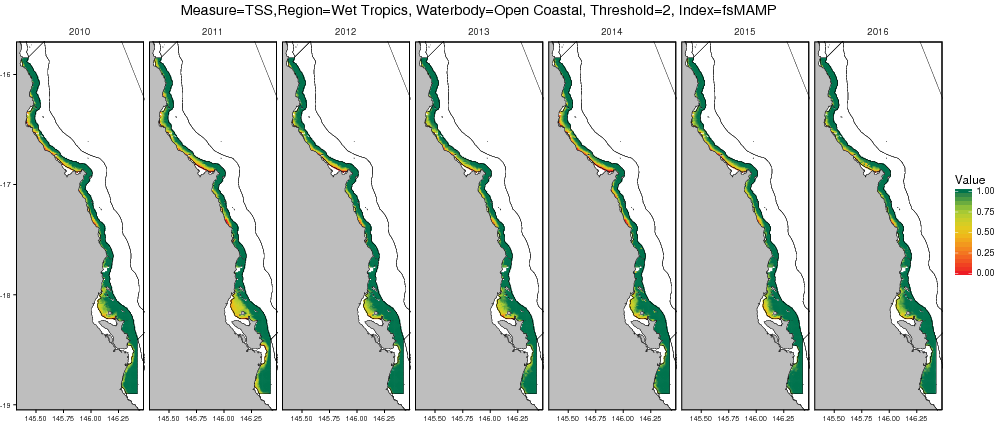 Measure=TSS,Region=Wet Tropics, Waterbody=Open Coastal, Threshold=2, Index=fsMAMP
2010 2011 2012 2013 2014 2015 2016
-16
-17
-18
-19
Value
1.00
0.75
0.50
0.25
0.00
145.50 145.75 146.00 146.25 145.50 145.75 146.00 146.25 145.50 145.75 146.00 146.25 145.50 145.75 146.00 146.25 145.50 145.75 146.00 146.25 145.50 145.75 146.00 146.25 145.50 145.75 146.00 146.25